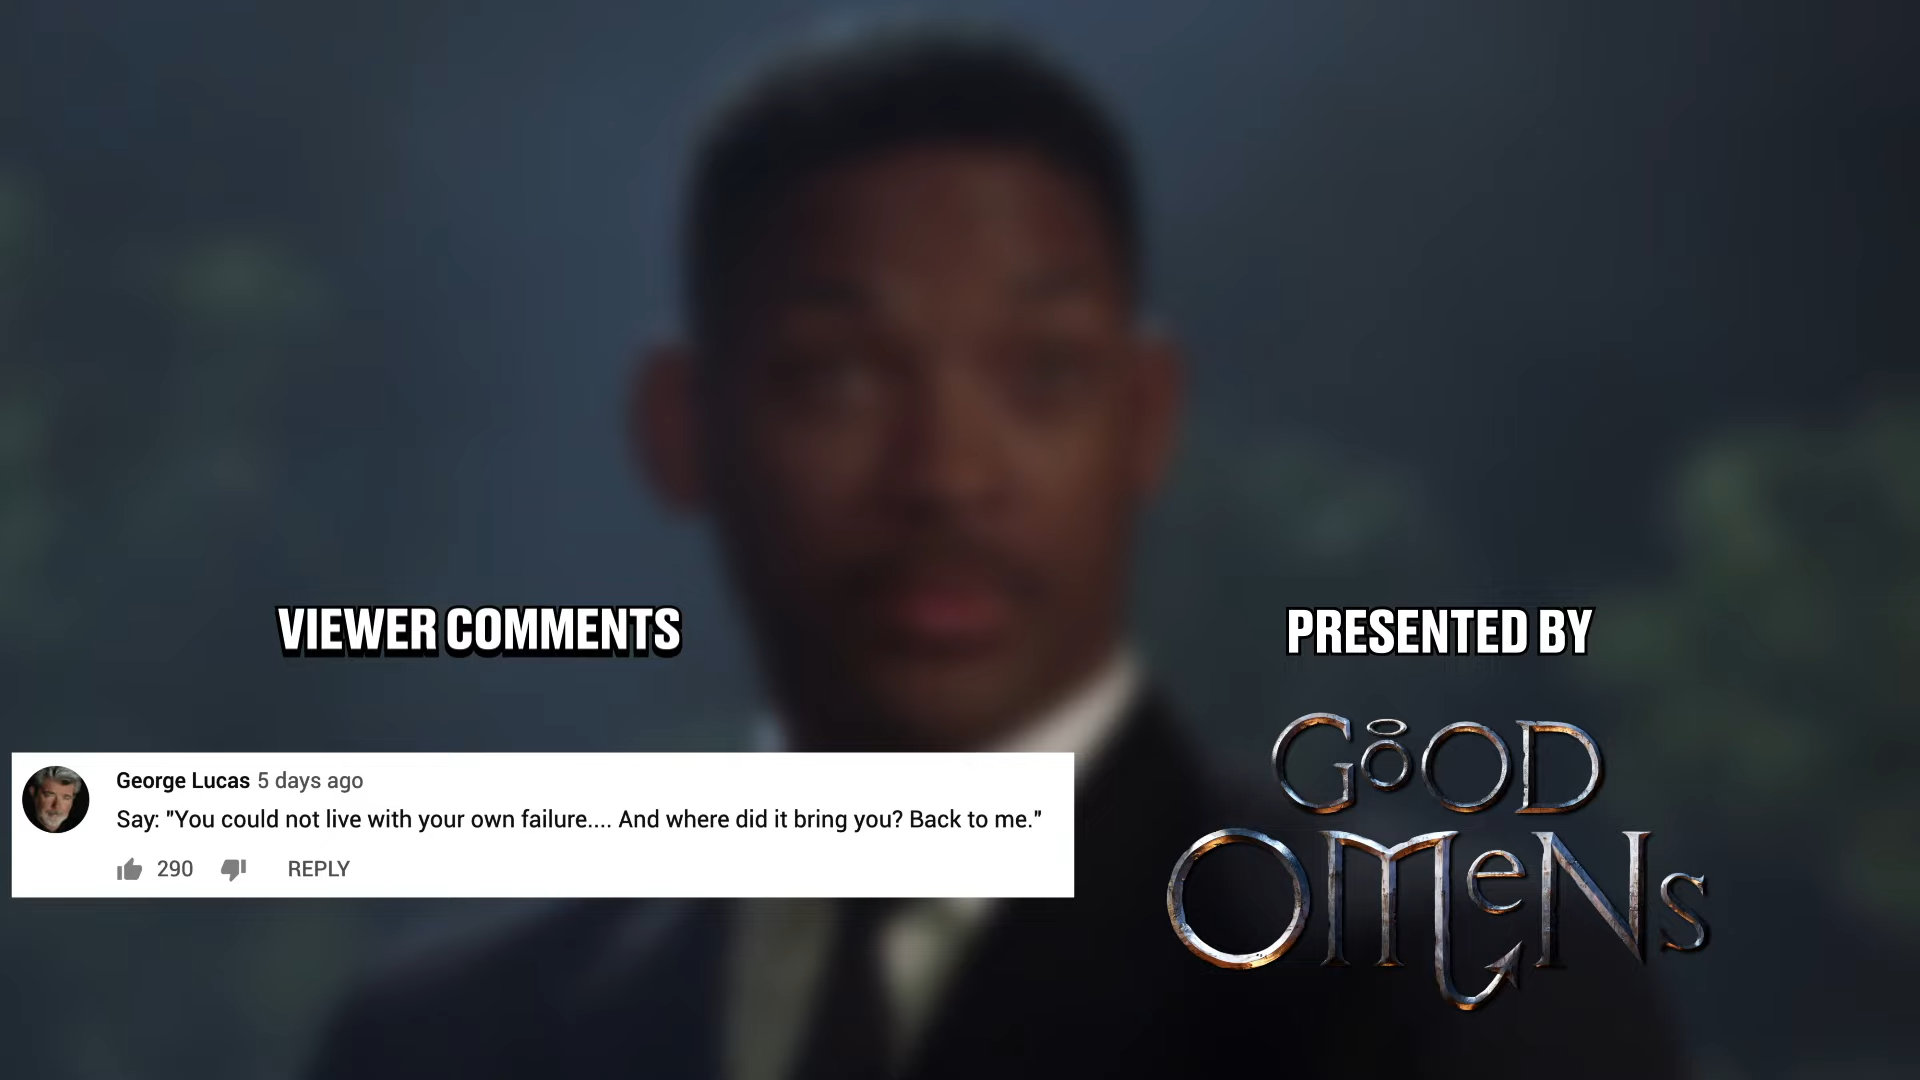 VIEWER COMMENTS
PRESENTED BY
George Lucas 5 days ago
Say: "You could not live with your own failure.... And where did it bring you? Back to me."
290 REPLY
GOOD
OMENS